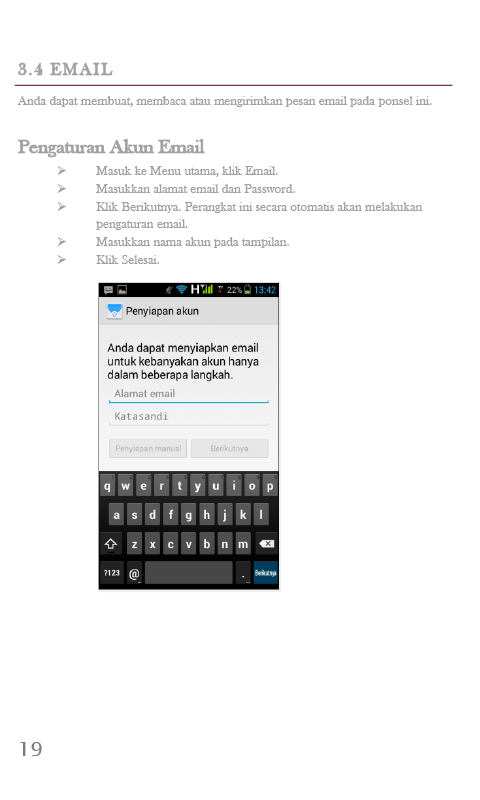 3.4 EMAIL
Anda dapat membuat, membaca atau mengirimkan pesan email pada ponsel ini.
Pengaturan Akun Email
➢ Masuk ke Menu utama, klik Email.
➢ Masukkan alamat email dan Password.
➢ Klik Berikutnya. Perangkat ini secara otomatis akan melakukan
pengaturan email.
➢ Masukkan nama akun pada tampilan.
➢ Klik Selesai.
H 22% 13:42
Penyiapan akun
Anda dapat menyiapkan email
untuk kebanyakan akun hanya
dalam beberapa langkah.
Alamat email
Katasandi
Penyiapan manual Berikutnya
q w e r t y u i o p
a s d f g h j k l
z x c v b n m
?123 @ . Berikutnya
19